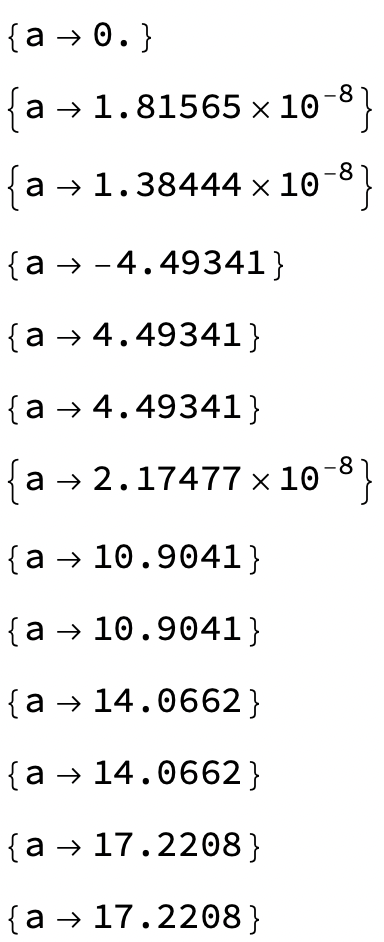 {a → 0.}
{a → 1.81565 × 10⁻⁸}
{a → 1.38444 × 10⁻⁸}
{a → −4.49341}
{a → 4.49341}
{a → 4.49341}
{a → 2.17477 × 10⁻⁸}
{a → 10.9041}
{a → 10.9041}
{a → 14.0662}
{a → 14.0662}
{a → 17.2208}
{a → 17.2208}